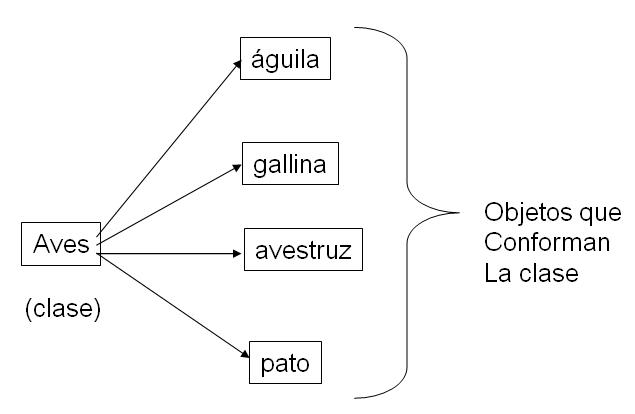 águila
gallina
Aves
avestruz
(clase)
pato
Objetos que
Conforman
La clase